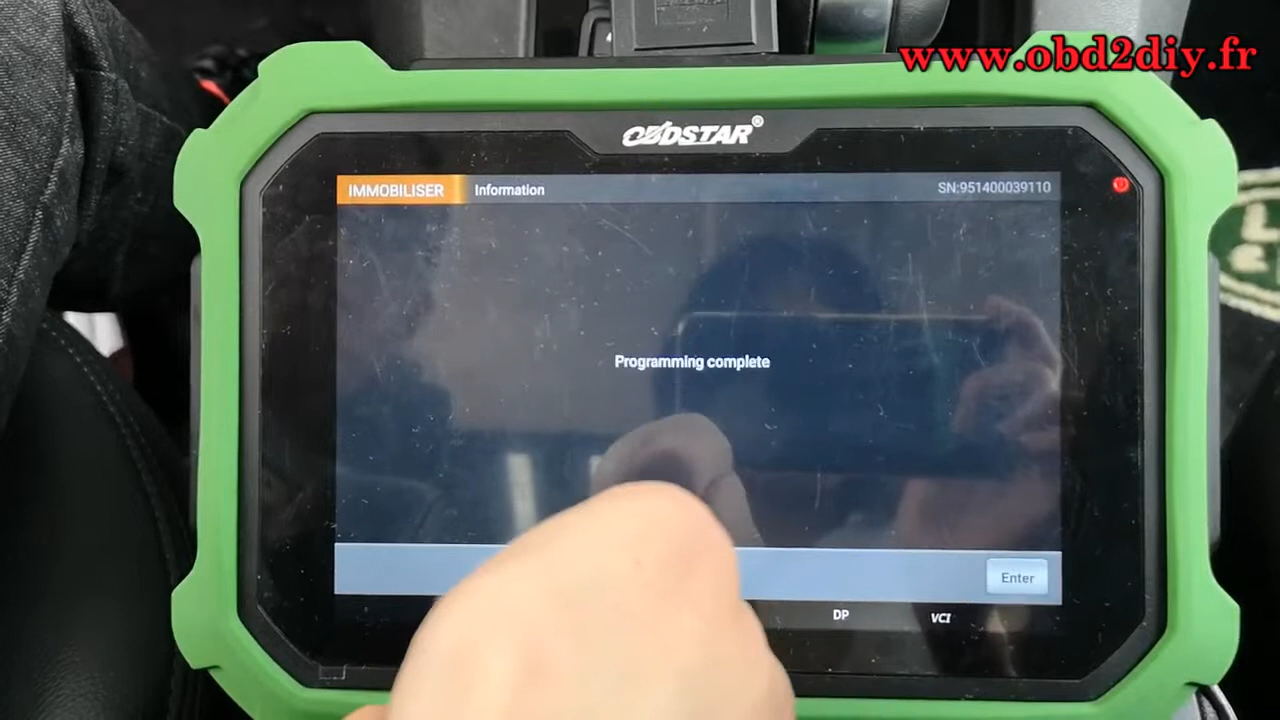 www.obd2diy.fr
OBDSTAR®
IMMOBILISER Information SN:951400039110
Programming complete
Enter
DP VCI